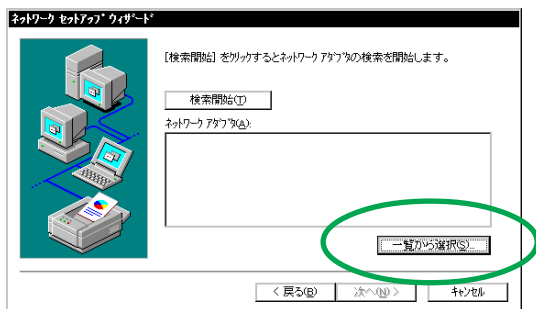 ネットワーク セットアップ ウィザード
[検索開始] をクリックするとネットワーク アダプタの検索を開始します。
検索開始(T)
ネットワーク アダプタ(A):
一覧から選択(S)...
< 戻る(B)
次へ(N) >
キャンセル